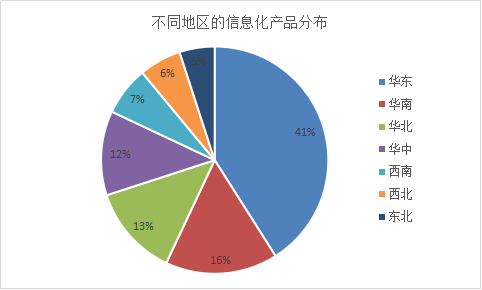 不同地区的信息化产品分布
5%
6%
7%
12%
13%
16%
41%
华东
华南
华北
华中
西南
西北
东北